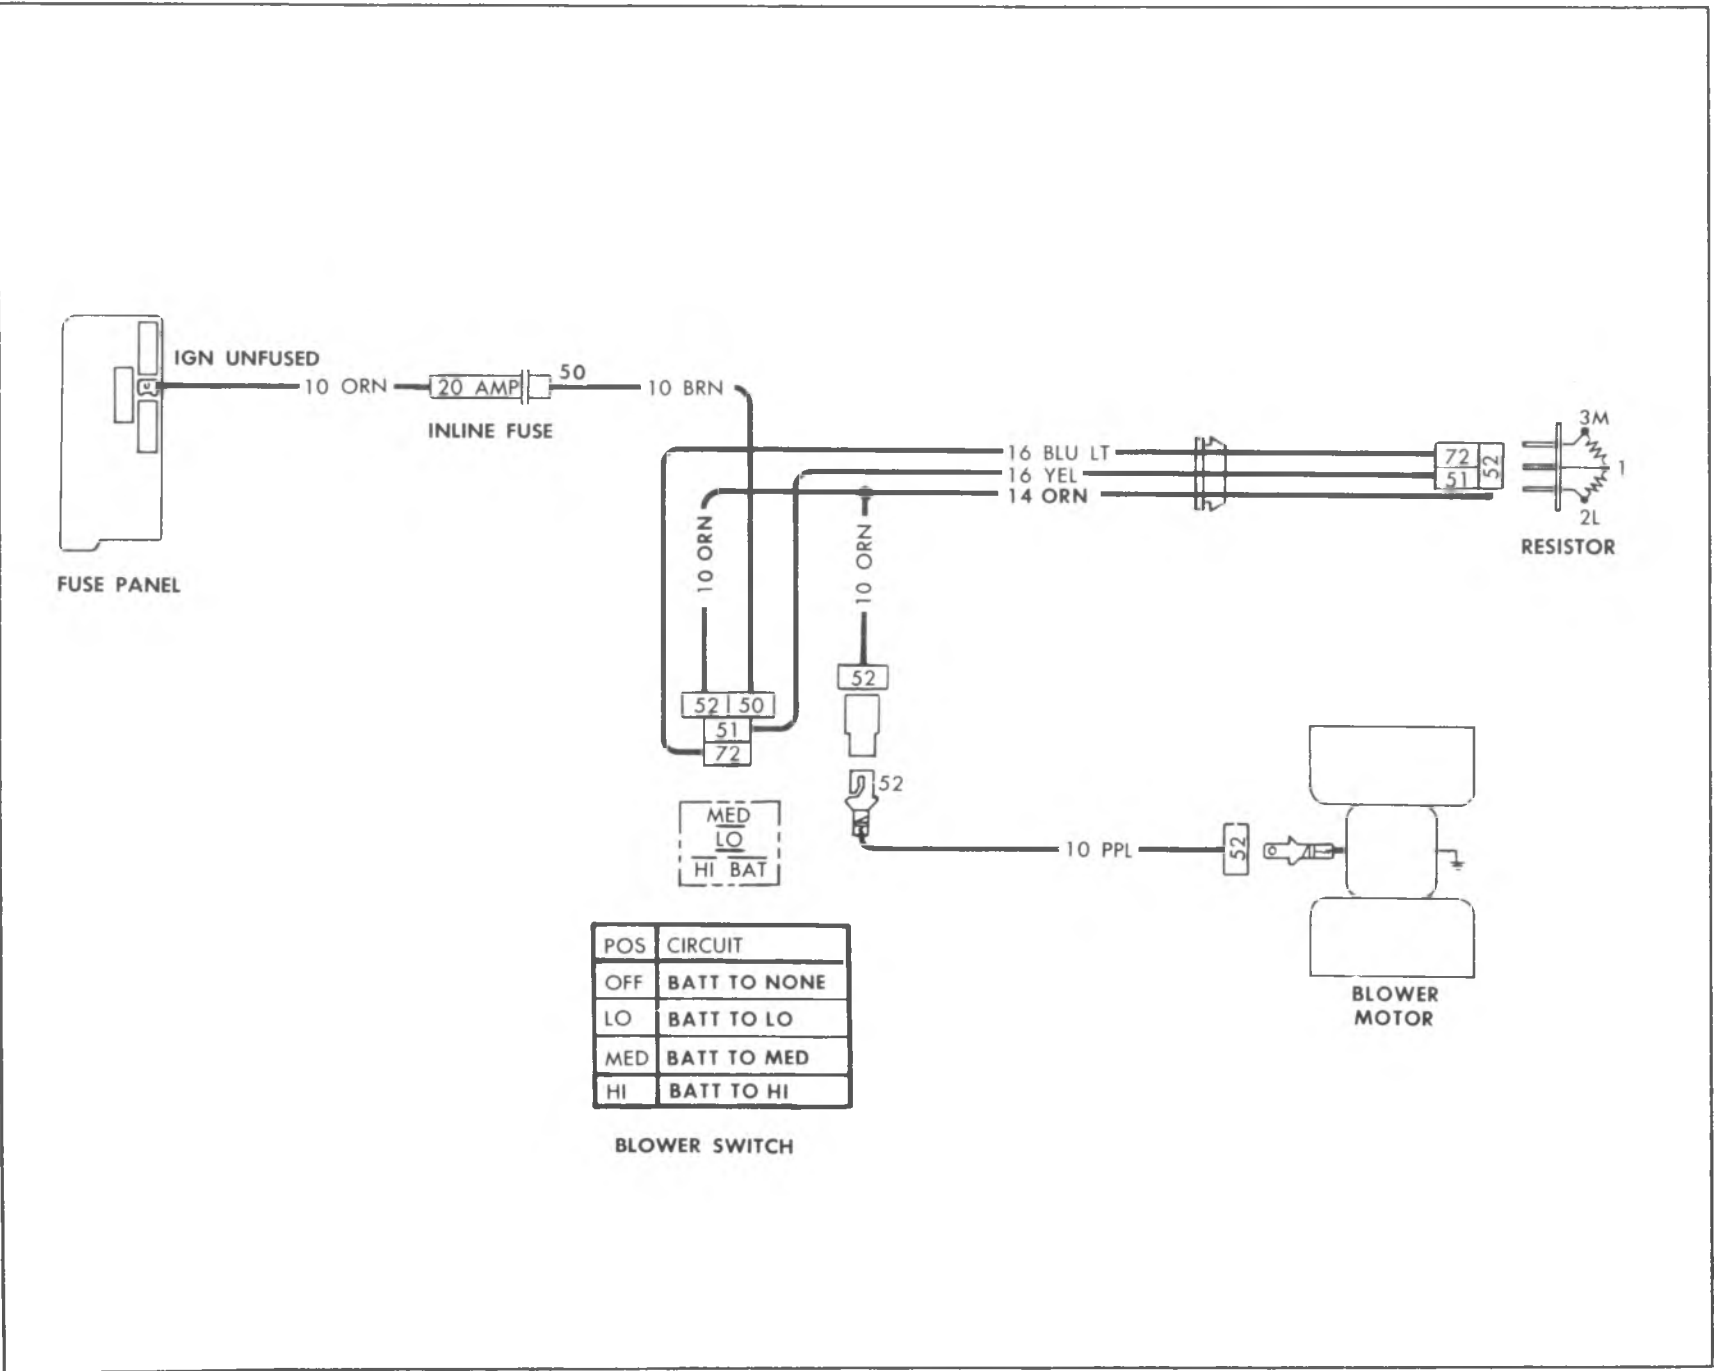 IGN UNFUSED
10 ORN
20 AMP
50
10 BRN
INLINE FUSE
FUSE PANEL
16 BLU LT
16 YEL
14 ORN
72
51
52
3M
1
2L
RESISTOR
10 ORN
10 ORN
52
52 50
51
72
52
10 PPL
52
MED
LO
HI BAT
BLOWER
MOTOR
POS CIRCUIT
OFF BATT TO NONE
LO BATT TO LO
MED BATT TO MED
HI BATT TO HI
BLOWER SWITCH